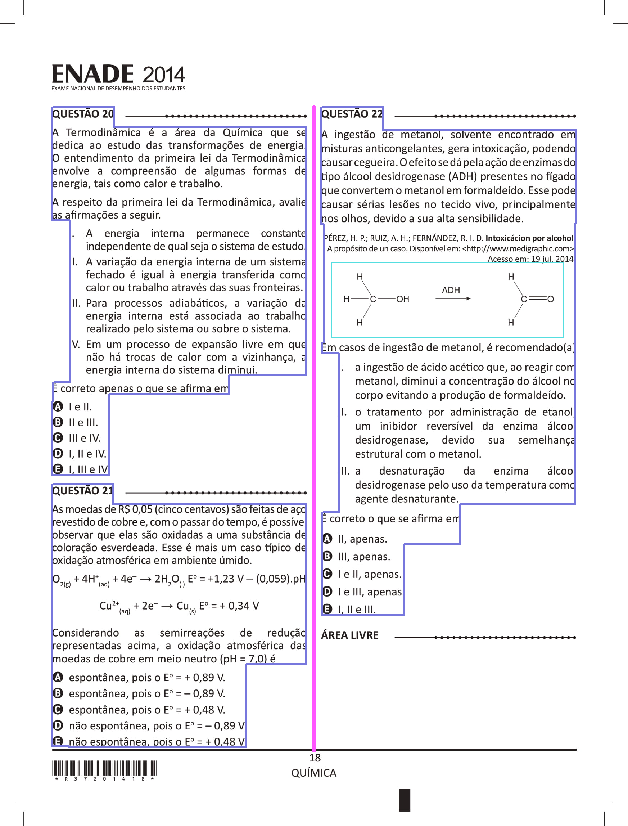 ENADE 2014
EXAME NACIONAL DE DESEMPENHO DOS ESTUDANTES
QUESTÃO 20
A Termodinâmica é a área da Química que se
dedica ao estudo das transformações de energia.
O entendimento da primeira lei da Termodinâmica
envolve a compreensão de algumas formas de
energia, tais como calor e trabalho.
A respeito da primeira lei da Termodinâmica, avalie
as afirmações a seguir.
I. A energia interna permanece constante
independente de qual seja o sistema de estudo.
II. A variação da energia interna de um sistema
fechado é igual à energia transferida como
calor ou trabalho através das suas fronteiras.
III. Para processos adiabáticos, a variação da
energia interna está associada ao trabalho
realizado pelo sistema ou sobre o sistema.
IV. Em um processo de expansão livre em que
não há trocas de calor com a vizinhança, a
energia interna do sistema diminui.
É correto apenas o que se afirma em
A I e II.
B II e III.
C III e IV.
D I, II e IV.
E I, III e IV
QUESTÃO 21
As moedas de R$ 0,05 (cinco centavos) são feitas de aço
revestido de cobre e, com o passar do tempo, é possível
observar que elas são oxidadas a uma substância de
coloração esverdeada. Esse é mais um caso típico de
oxidação atmosférica em ambiente úmido.
O2(g) + 4H+(aq) + 4e− → 2H2O(l) Eº = +1,23 V – (0,059).pH
Cu2+(aq) + 2e− → Cu(s) Eº = + 0,34 V
Considerando as semirreações de redução
representadas acima, a oxidação atmosférica das
moedas de cobre em meio neutro (pH = 7,0) é
A espontânea, pois o Eº = + 0,89 V.
B espontânea, pois o Eº = – 0,89 V.
C espontânea, pois o Eº = + 0,48 V.
D não espontânea, pois o Eº = – 0,89 V
E não espontânea, pois o Eº = + 0,48 V
QUESTÃO 22
A ingestão de metanol, solvente encontrado em
misturas anticongelantes, gera intoxicação, podendo
causar cegueira. O efeito se dá pela ação de enzimas do
tipo álcool desidrogenase (ADH) presentes no fígado
que convertem o metanol em formaldeído. Esse pode
causar sérias lesões no tecido vivo, principalmente
nos olhos, devido a sua alta sensibilidade.
PÉREZ, H. P.; RUIZ, A. H.; FERNÁNDEZ, R. I. D. Intoxicácion por alcohol
A propósito de un caso. Disponível em: <http://www.medigraphic.com>
Acesso em: 19 jul. 2014
H H
ADH
H C OH C O
H H
Em casos de ingestão de metanol, é recomendado(a)
I. a ingestão de ácido acético que, ao reagir com
metanol, diminui a concentração do álcool no
corpo evitando a produção de formaldeído.
II. o tratamento por administração de etanol
um inibidor reversível da enzima álcool
desidrogenase, devido sua semelhança
estrutural com o metanol.
III. a desnaturação da enzima álcool
desidrogenase pelo uso da temperatura como
agente desnaturante.
É correto o que se afirma em
A II, apenas.
B III, apenas.
C I e II, apenas.
D I e III, apenas
E I, II e III.
ÁREA LIVRE
18
QUÍMICA
*R37201418*